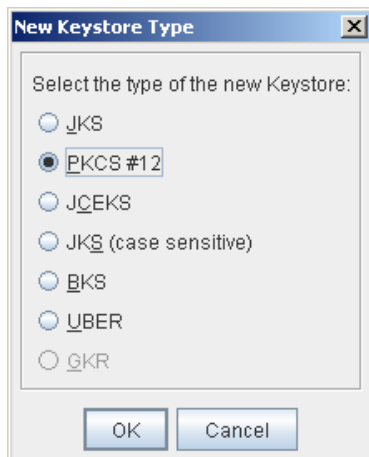 New Keystore Type
Select the type of the new Keystore:
JKS
PKCS #12
JCEKS
JKS (case sensitive)
BKS
UBER
GKR
OK Cancel